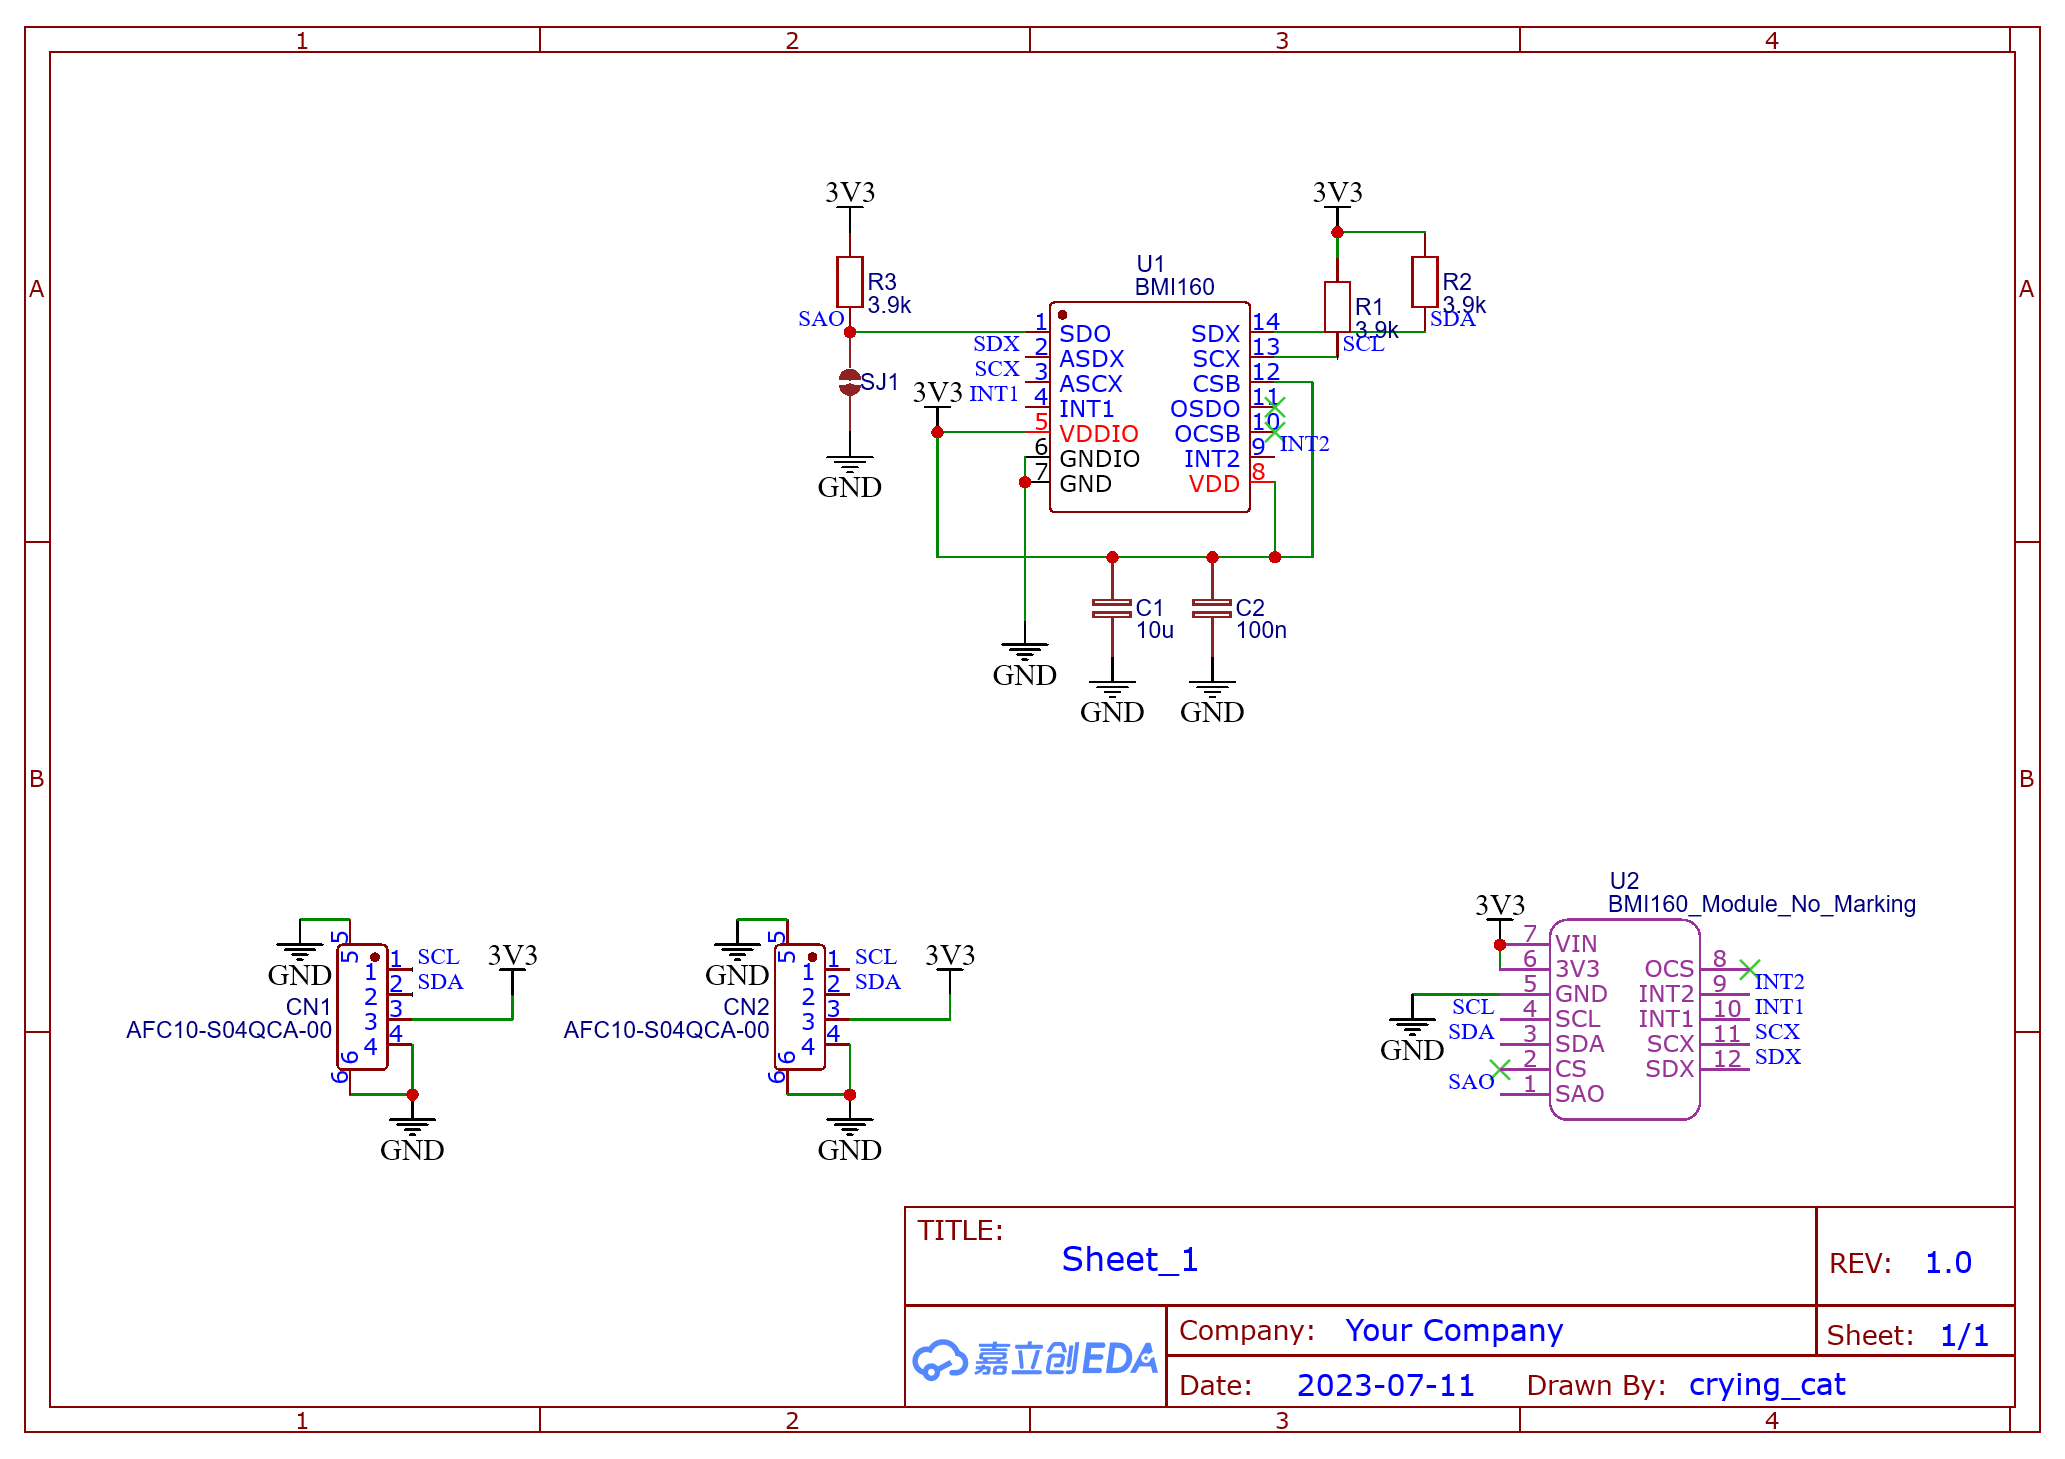 1 2 3 4
A A
B B
3V3
R3
3.9k
SAO
SJ1
GND
3V3
U1
BMI160
1 SDO
SDX 2 ASDX
SCX 3 ASCX
INT1 4 INT1
5 VDDIO
6 GNDIO
7 GND
SDX 14
SCX 13
CSB 12
OSDO 11
OCSB 10
INT2 9 INT2
VDD 8
3V3
R1
3.9k
SCL
R2
3.9k
SDA
GND
C1
10u
GND
C2
100n
GND
GND
CN1
AFC10-S04QCA-00
5 5
1 1 SCL
2 2 SDA
3 3
4 4
6 6
3V3
GND
GND
CN2
AFC10-S04QCA-00
5 5
1 1 SCL
2 2 SDA
3 3
4 4
6 6
3V3
GND
U2
BMI160_Module_No_Marking
3V3
7 VIN
6 3V3
5 GND
SCL 4 SCL
SDA 3 SDA
2 CS
SAO 1 SAO
GND
OCS 8
INT2 9 INT2
INT1 10 INT1
SCX 11 SCX
SDX 12 SDX
TITLE:
Sheet_1
REV: 1.0
嘉立创EDA
Company: Your Company
Sheet: 1/1
Date: 2023-07-11
Drawn By: crying_cat
1 2 3 4